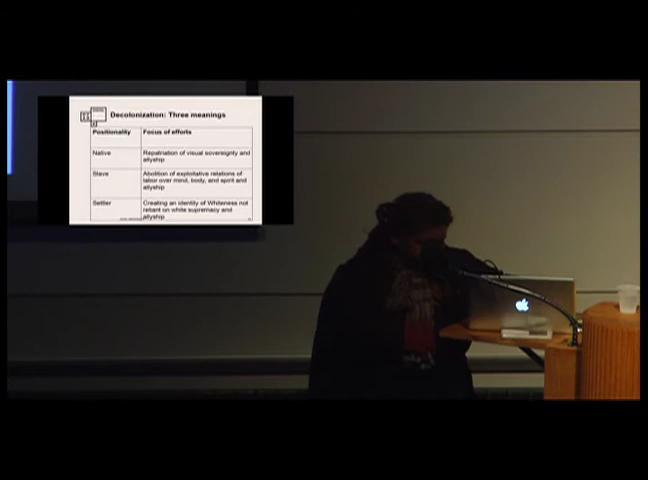 Decolonization: Three meanings
Positionality Focus of efforts
Native Repatriation of visual sovereignty and
allyship
Slave Abolition of exploitative relations of
labor over mind, body, and spirit and
allyship
Settler Creating an identity of Whiteness not
reliant on white supremacy and
allyship